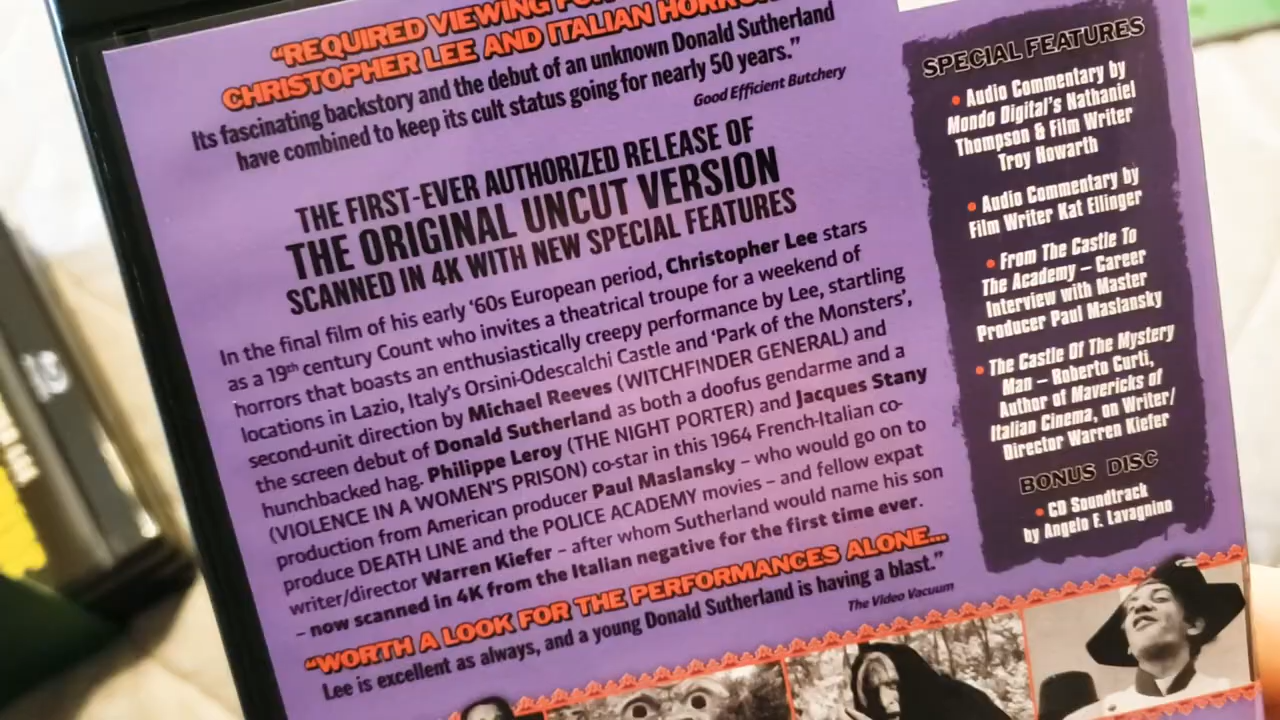 “REQUIRED VIEWING FOR
CHRISTOPHER LEE AND ITALIAN HORROR
Its fascinating backstory and the debut of an unknown Donald Sutherland
have combined to keep its cult status going for nearly 50 years.”
Good Efficient Butchery
THE FIRST-EVER AUTHORIZED RELEASE OF
THE ORIGINAL UNCUT VERSION
SCANNED IN 4K WITH NEW SPECIAL FEATURES
In the final film of his early ‘60s European period, Christopher Lee stars
as a 19th century Count who invites a theatrical troupe for a weekend of
horrors that boasts an enthusiastically creepy performance by Lee, startling
locations in Lazio, Italy’s Orsini-Odescalchi Castle and ‘Park of the Monsters’,
second-unit direction by Michael Reeves (WITCHFINDER GENERAL) and
the screen debut of Donald Sutherland as both a doofus gendarme and a
hunchbacked hag. Philippe Leroy (THE NIGHT PORTER) and Jacques Stany
(VIOLENCE IN A WOMEN’S PRISON) co-star in this 1964 French-Italian co-
production from American producer Paul Maslansky – who would go on to
produce DEATH LINE and the POLICE ACADEMY movies – and fellow expat
writer/director Warren Kiefer – after whom Sutherland would name his son
– now scanned in 4K from the Italian negative for the first time ever.
“WORTH A LOOK FOR THE PERFORMANCES ALONE...
Lee is excellent as always, and a young Donald Sutherland is having a blast.”
The Video Vacuum
SPECIAL FEATURES
• Audio Commentary by
Mondo Digital’s Nathaniel
Thompson & Film Writer
Troy Howarth
• Audio Commentary by
Film Writer Kat Ellinger
• From The Castle To
The Academy – Career
Interview with Master
Producer Paul Maslansky
• The Castle Of The Mystery
Man – Roberto Curti,
Author of Mavericks of
Italian Cinema, on Writer/
Director Warren Kiefer
BONUS DISC
• CD Soundtrack
by Angelo F. Lavagnino